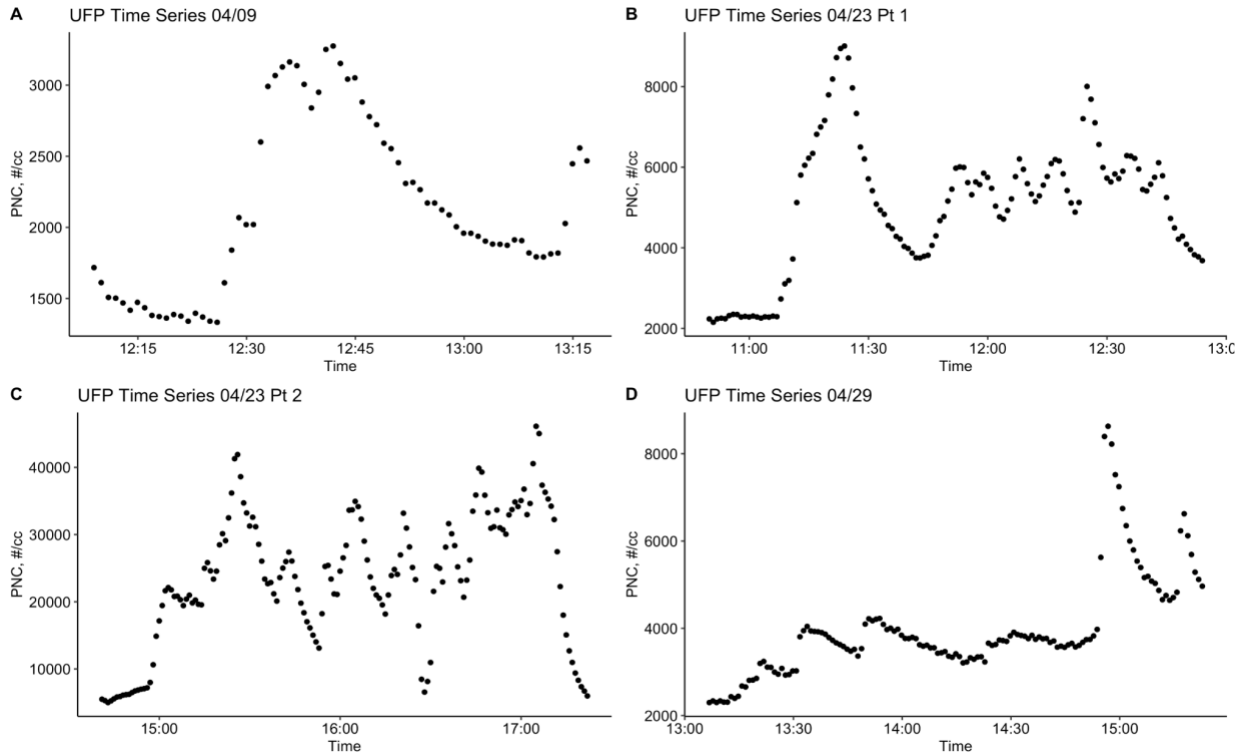 A UFP Time Series 04/09
PNC, #/cc
3000
2500
2000
1500
12:15 12:30 12:45 13:00 13:15
Time
B UFP Time Series 04/23 Pt 1
PNC, #/cc
8000
6000
4000
2000
11:00 11:30 12:00 12:30 13:0
Time
C UFP Time Series 04/23 Pt 2
PNC, #/cc
40000
30000
20000
10000
15:00 16:00 17:00
Time
D UFP Time Series 04/29
PNC, #/cc
8000
6000
4000
2000
13:00 13:30 14:00 14:30 15:00
Time